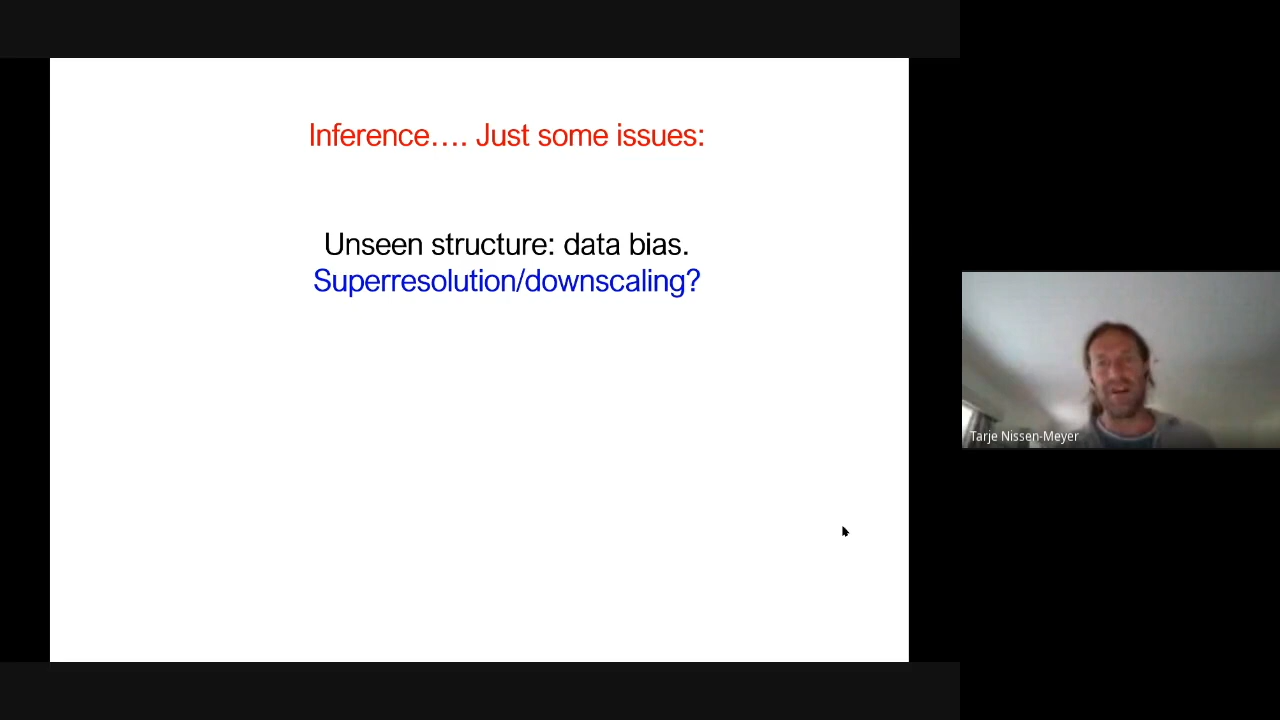 Inference…. Just some issues:
Unseen structure: data bias.
Superresolution/downscaling?
Tarje Nissen-Meyer